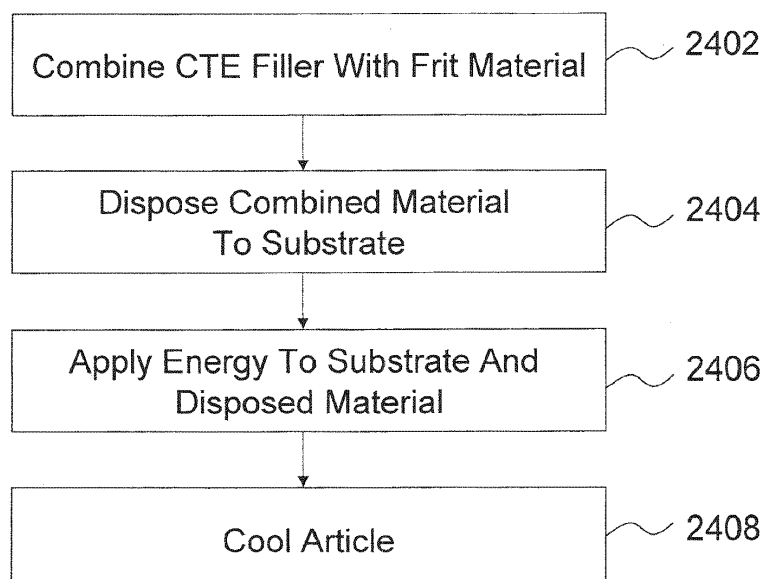 Combine CTE Filler With Frit Material
2402
Dispose Combined Material
To Substrate
2404
Apply Energy To Substrate And
Disposed Material
2406
Cool Article
2408